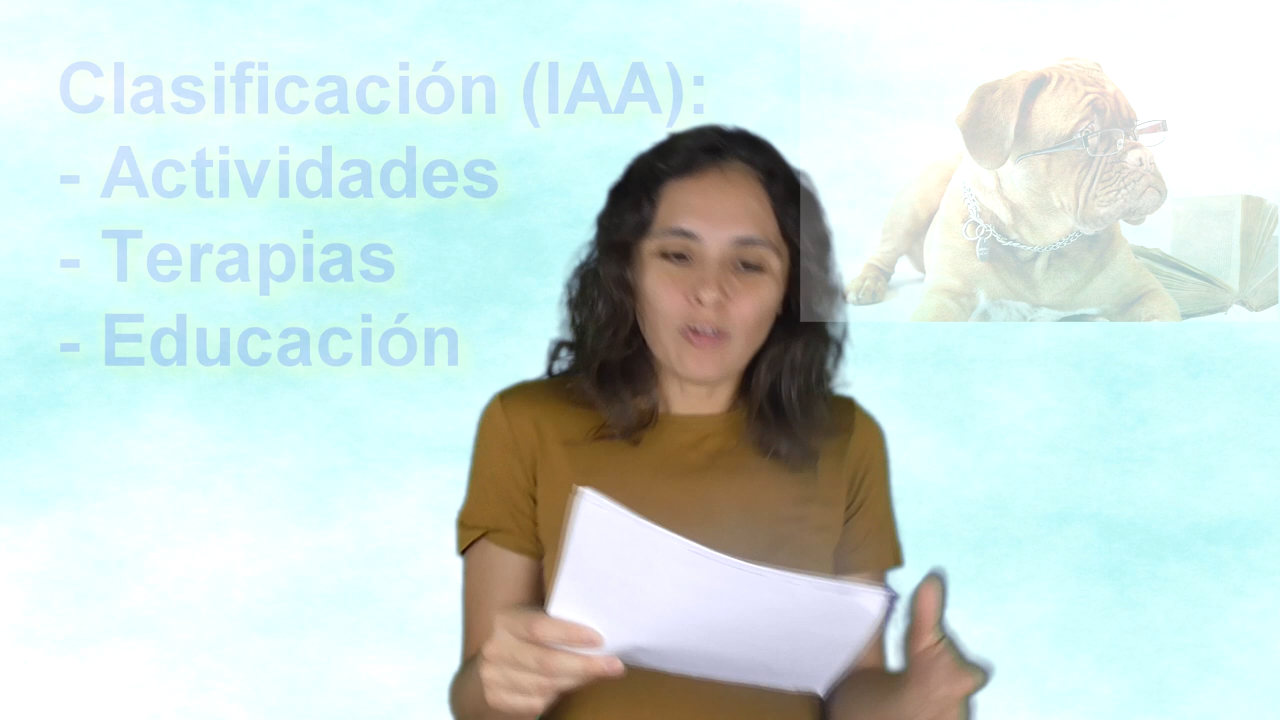 Clasificación (IAA):
- Actividades
- Terapias
- Educación